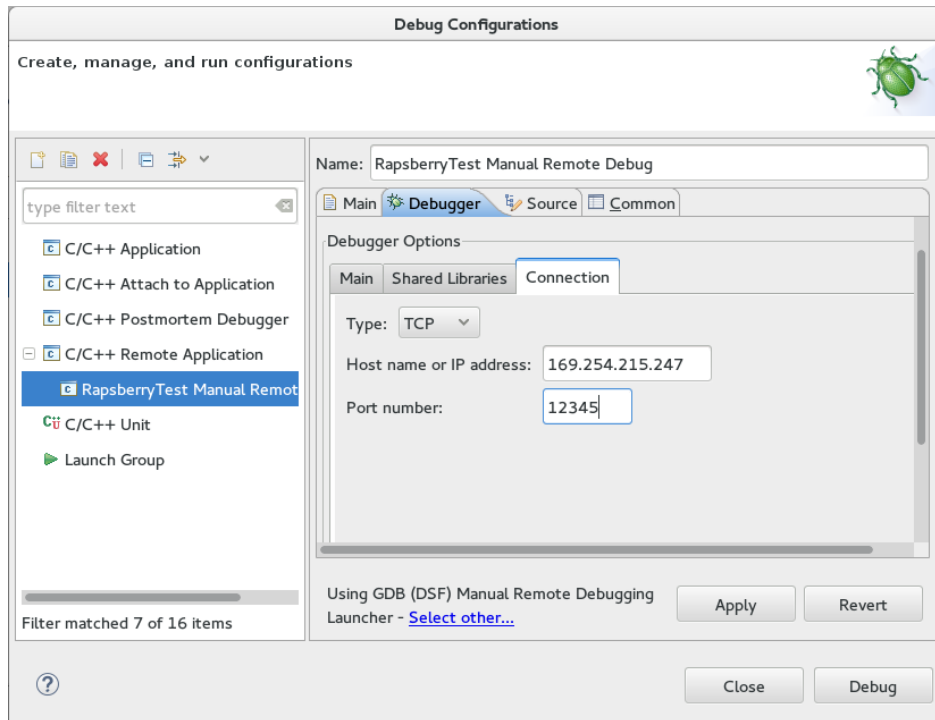 Debug Configurations
Create, manage, and run configurations
Name: RapsberryTest Manual Remote Debug
type filter text
C/C++ Application
C/C++ Attach to Application
C/C++ Postmortem Debugger
C/C++ Remote Application
RapsberryTest Manual Remot
C/C++ Unit
Launch Group
Filter matched 7 of 16 items
Main Debugger Source Common
Debugger Options
Main Shared Libraries Connection
Type: TCP
Host name or IP address: 169.254.215.247
Port number: 12345
Using GDB (DSF) Manual Remote Debugging
Launcher - Select other...
Apply Revert
Close Debug